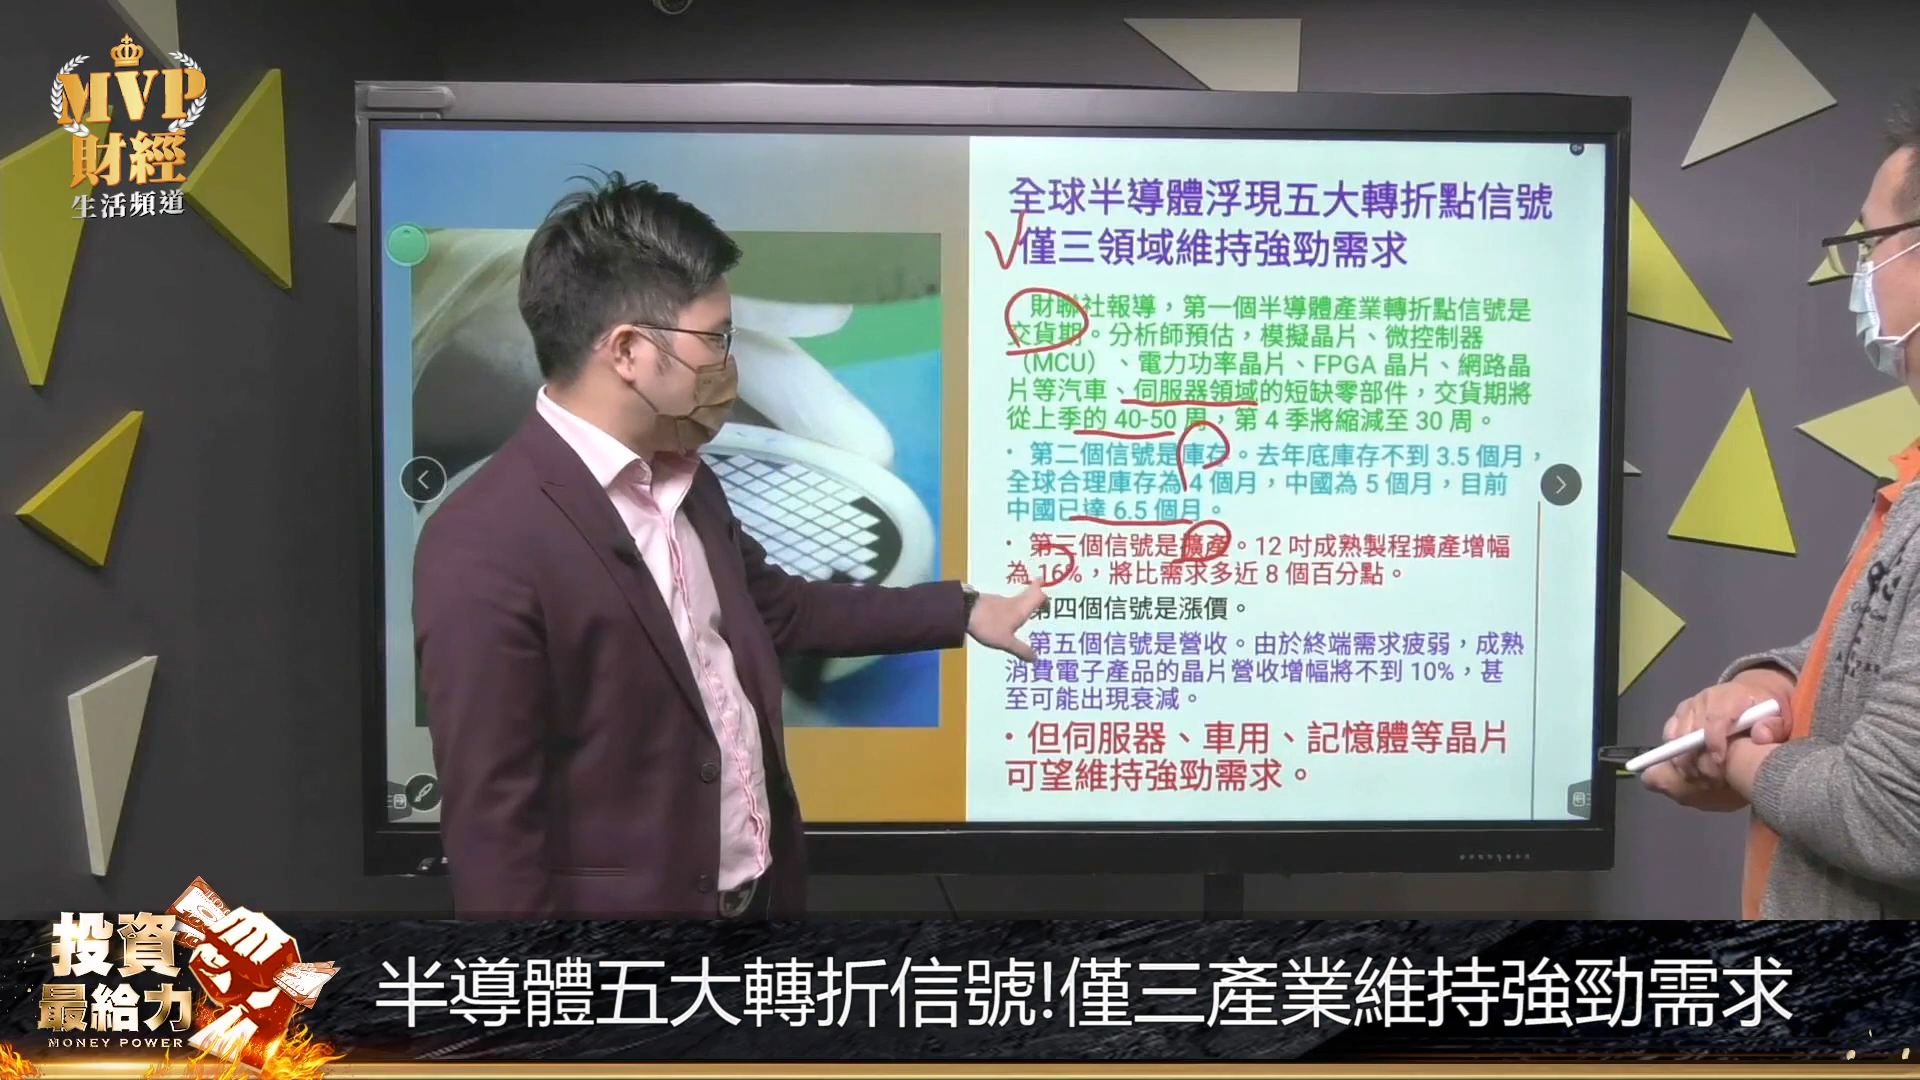 MVP
財經
生活頻道
全球半導體浮現五大轉折點信號
僅三領域維持強勁需求
財聯社報導，第一個半導體產業轉折點信號是
交貨期。分析師預估，模擬晶片、微控制器
（MCU）、電力功率晶片、FPGA 晶片、網路晶
片等汽車、伺服器領域的短缺零部件，交貨期將
從上季的 40-50 周，第 4 季將縮減至 30 周。
· 第二個信號是庫存。去年底庫存不到 3.5 個月，
全球合理庫存為 4 個月，中國為 5 個月，目前
中國已達 6.5 個月。
· 第三個信號是擴產。12 吋成熟製程擴產增幅
為 16%，將比需求多近 8 個百分點。
第四個信號是漲價。
第五個信號是營收。由於終端需求疲弱，成熟
消費電子產品的晶片營收增幅將不到 10%，甚
至可能出現衰減。
· 但伺服器、車用、記憶體等晶片
可望維持強勁需求。
投資
最給力
MONEY POWER
半導體五大轉折信號!僅三產業維持強勁需求